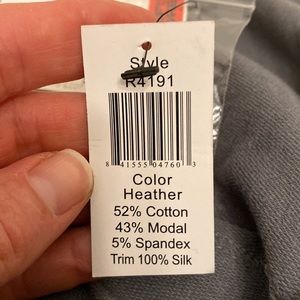 Style
R4191
8 41555 04760 3
Color
Heather
52% Cotton
43% Modal
5% Spandex
Trim 100% Silk